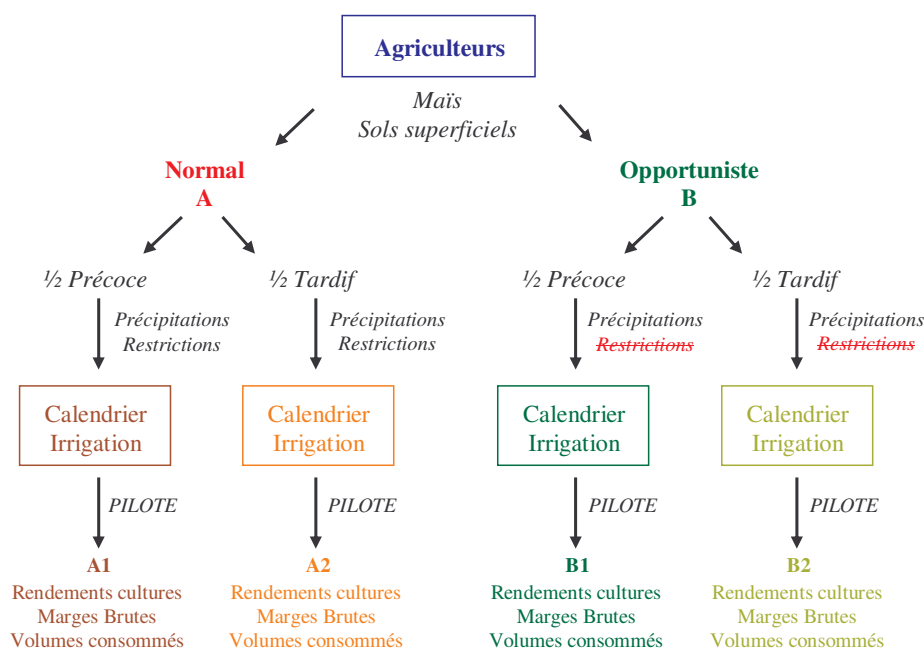 Agriculteurs
Maïs
Sols superficiels
Normal
A
Opportuniste
B
½ Précoce
½ Tardif
½ Précoce
½ Tardif
Précipitations
Restrictions
Précipitations
Restrictions
Précipitations
Restrictions
Précipitations
Restrictions
Calendrier
Irrigation
Calendrier
Irrigation
Calendrier
Irrigation
Calendrier
Irrigation
PILOTE
PILOTE
PILOTE
PILOTE
A1
Rendements cultures
Marges Brutes
Volumes consommés
A2
Rendements cultures
Marges Brutes
Volumes consommés
B1
Rendements cultures
Marges Brutes
Volumes consommés
B2
Rendements cultures
Marges Brutes
Volumes consommés